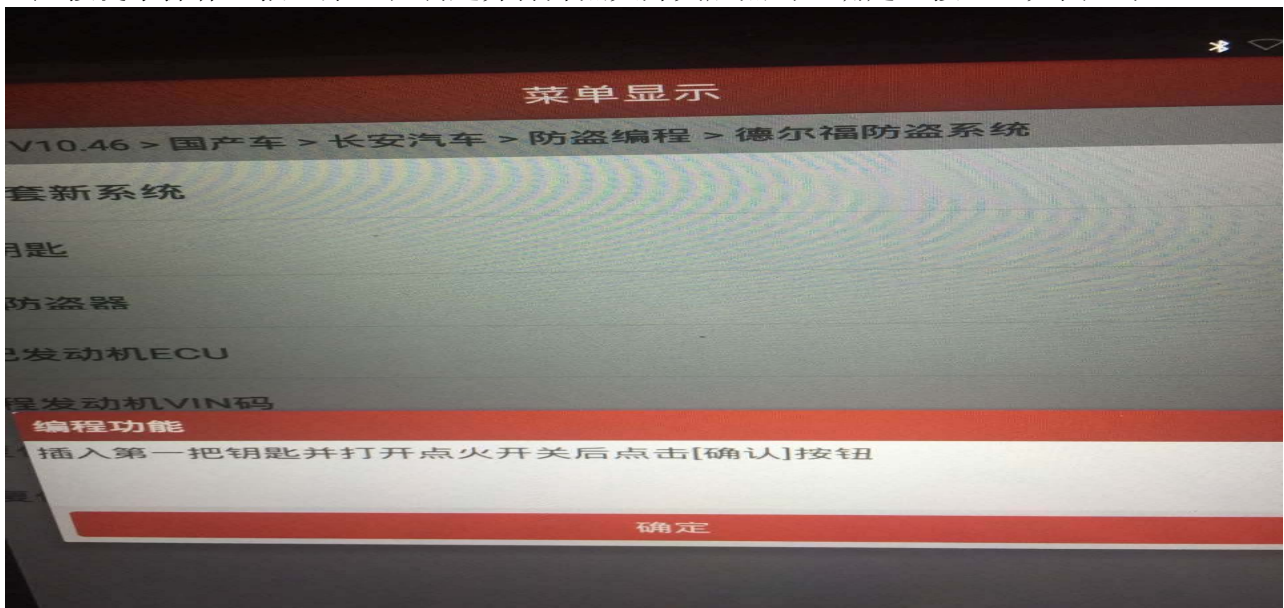 菜单显示
V10.46 > 国产车 > 长安汽车 > 防盗编程 > 德尔福防盗系统
套新系统
钥匙
防盗器
发动机ECU
程发动机VIN码
编程功能
插入第一把钥匙并打开点火开关后点击[确认]按钮
确定